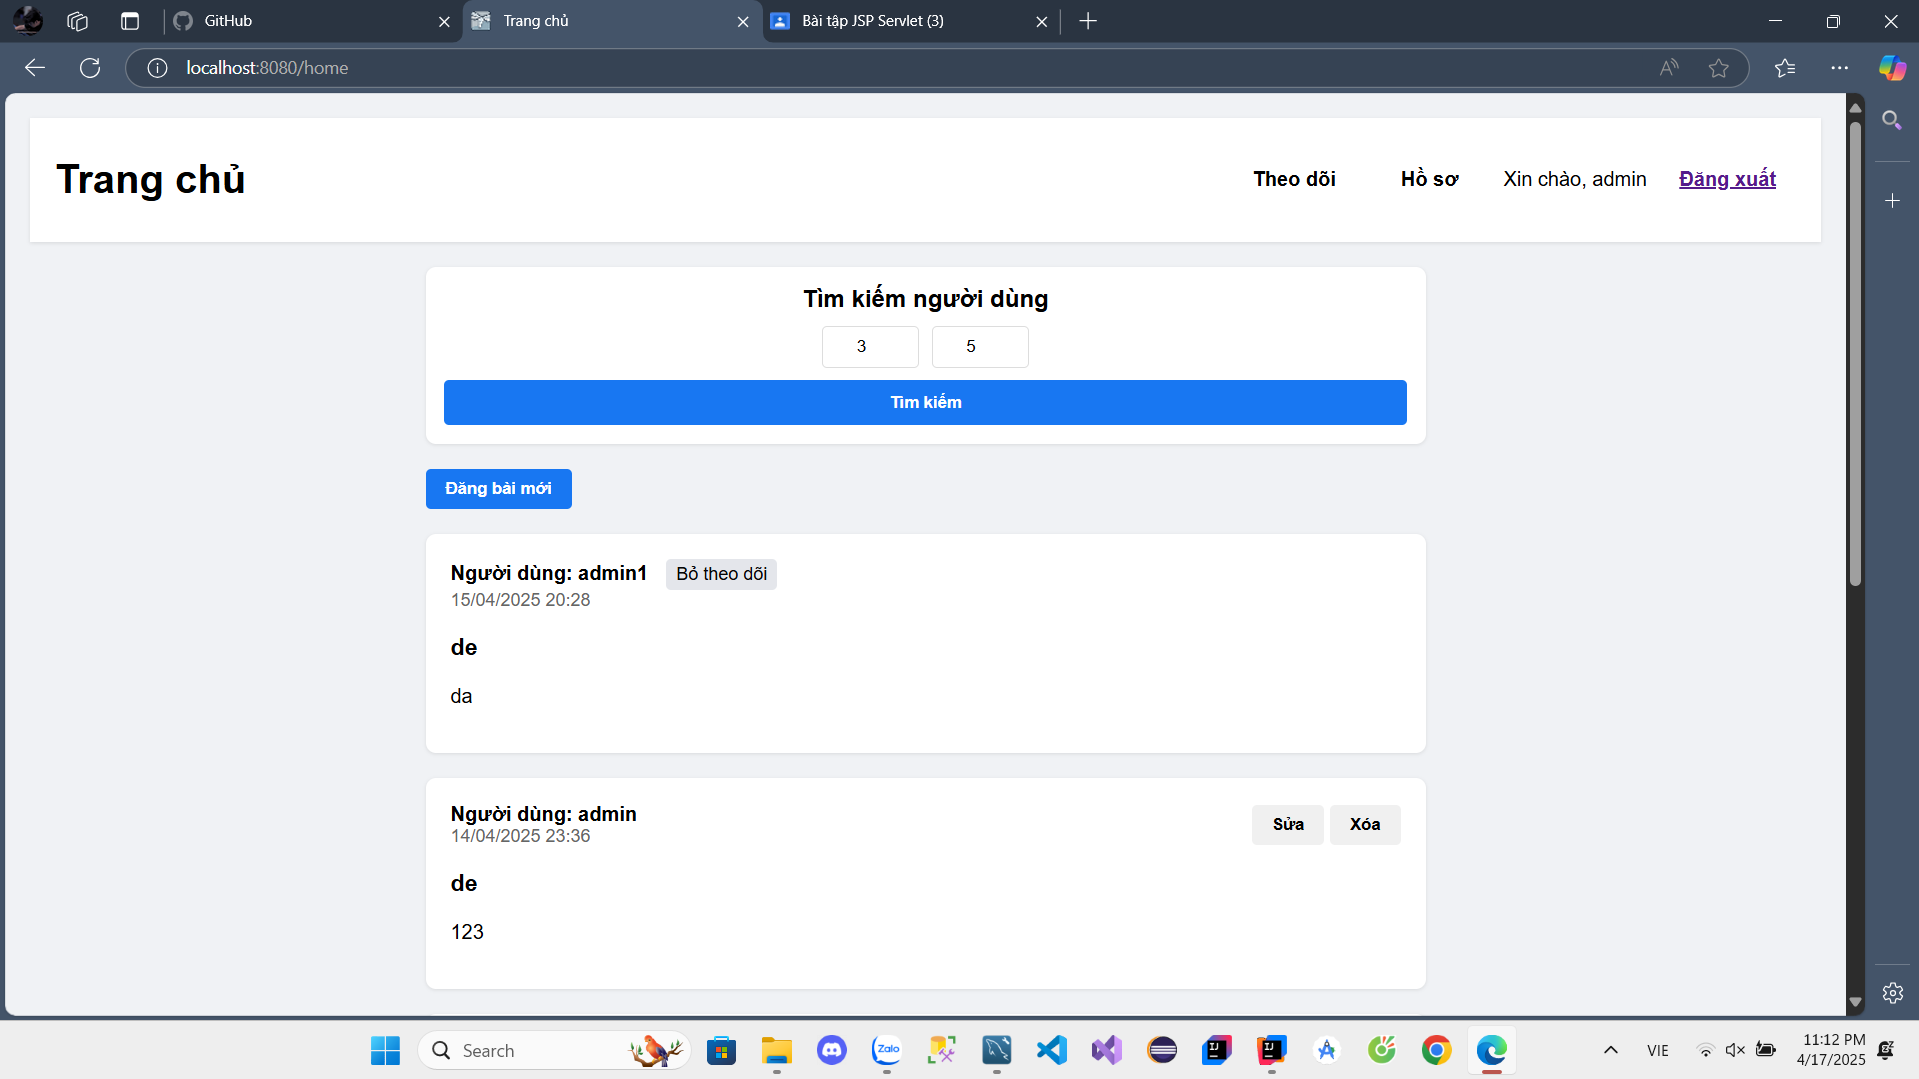 GitHub
Trang chủ
Bài tập JSP Servlet (3)
localhost:8080/home
Trang chủ
Theo dõi
Hồ sơ
Xin chào, admin
Đăng xuất
Tìm kiếm người dùng
3
5
Tìm kiếm
Đăng bài mới
Người dùng: admin1
Bỏ theo dõi
15/04/2025 20:28
de
da
Người dùng: admin
Sửa
Xóa
14/04/2025 23:36
de
123
Search
Zalo
VIE
11:12 PM
4/17/2025